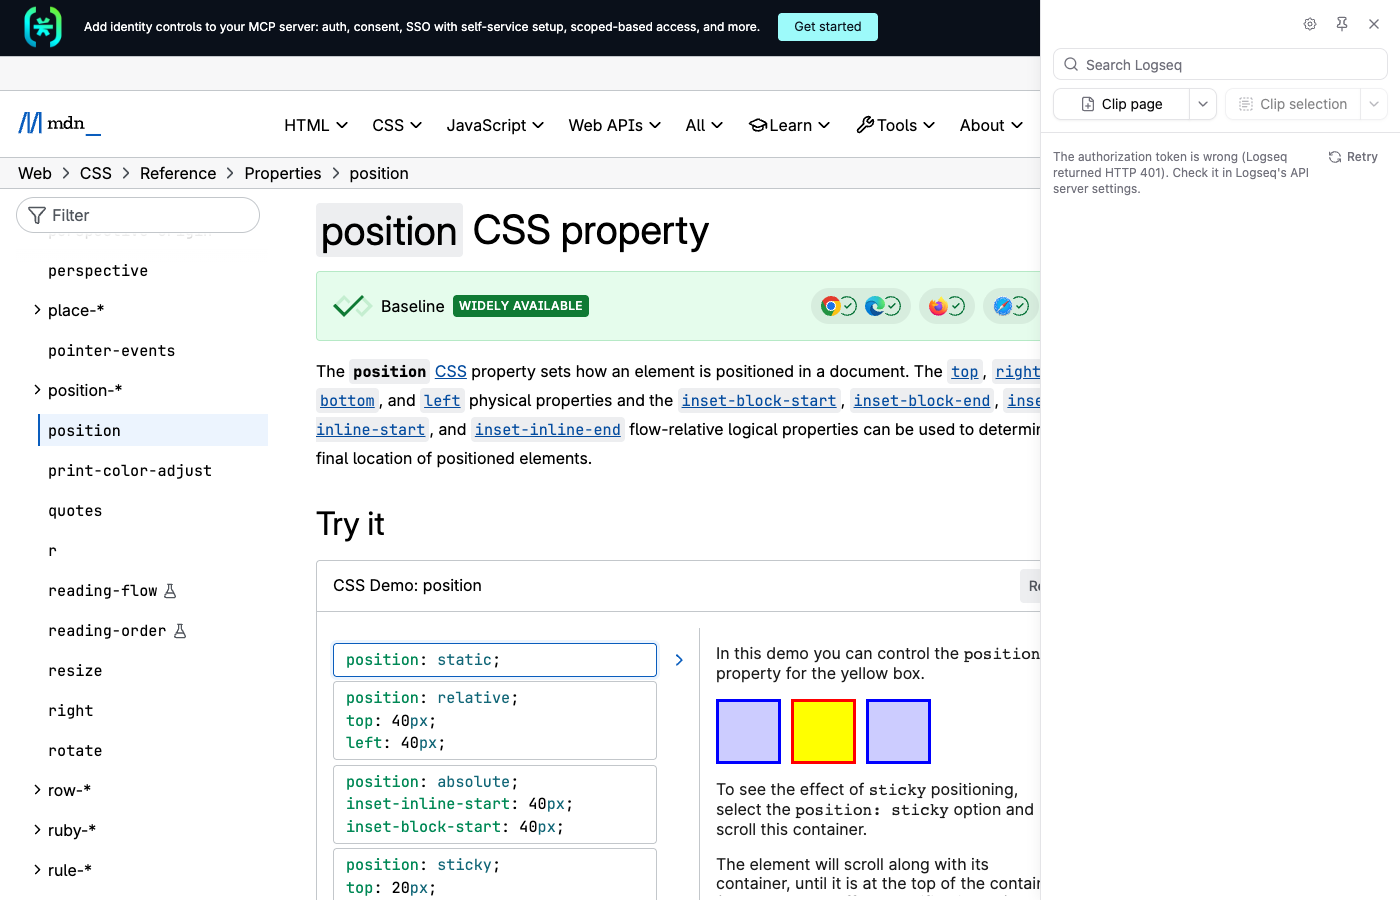 Add identity controls to your MCP server: auth, consent, SSO with self-service setup, scoped-based access, and more.
Get started
mdn_
HTML
CSS
JavaScript
Web APIs
All
Learn
Tools
About
Web > CSS > Reference > Properties > position
Filter
perspective
place-*
pointer-events
position-*
position
print-color-adjust
quotes
r
reading-flow
reading-order
resize
right
rotate
row-*
ruby-*
rule-*
position CSS property
Baseline WIDELY AVAILABLE
The position CSS property sets how an element is positioned in a document. The top, right
bottom, and left physical properties and the inset-block-start, inset-block-end,
inline-start, and inset-inline-end flow-relative logical properties can be used to
final location of positioned elements.
Try it
CSS Demo: position
position: static;
position: relative;
top: 40px;
left: 40px;
position: absolute;
inset-inline-start: 40px;
inset-block-start: 40px;
position: sticky;
top: 20px;
In this demo you can control the position
property for the yellow box.
To see the effect of sticky positioning,
select the position: sticky option and
scroll this container.
The element will scroll along with its
container, until it is at the top of the
Search Logseq
Clip page
Clip selection
The authorization token is wrong (Logseq
returned HTTP 401). Check it in Logseq's API
server settings.
Retry